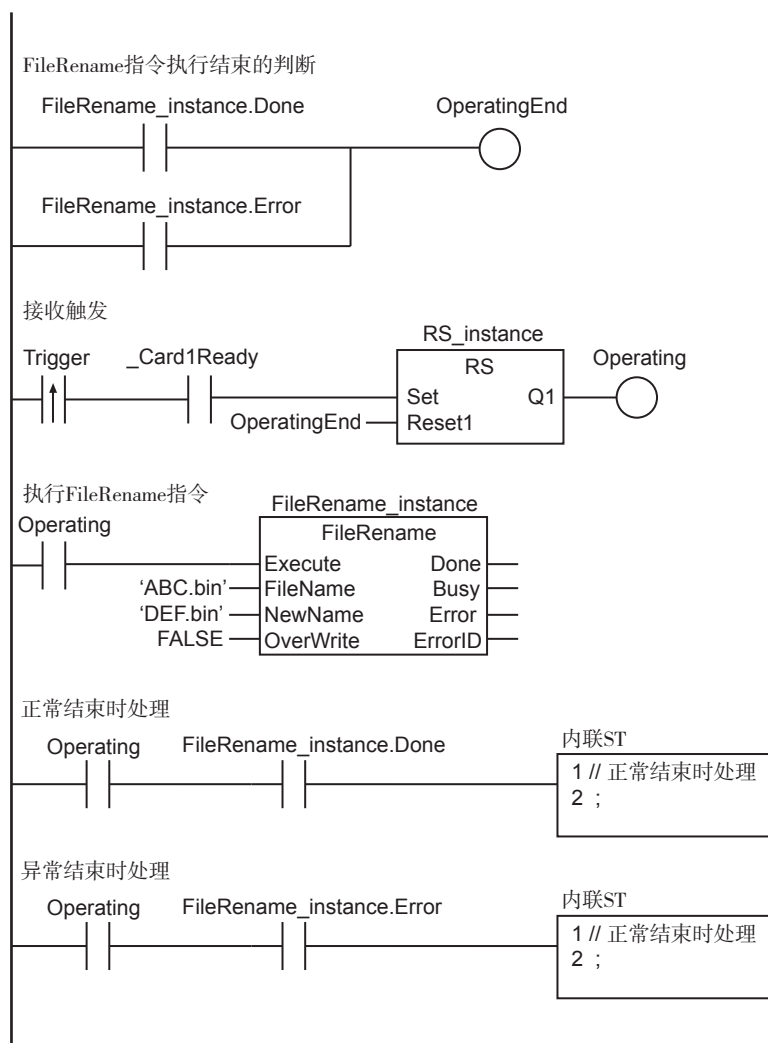 FileRename指令执行结束的判断
FileRename_instance.Done
OperatingEnd
FileRename_instance.Error
接收触发
RS_instance
Trigger
_Card1Ready
RS
Operating
Set
Q1
OperatingEnd
Reset1
执行FileRename指令
FileRename_instance
Operating
FileRename
Execute
Done
‘ABC.bin’
FileName
Busy
‘DEF.bin’
NewName
Error
FALSE
OverWrite
ErrorID
正常结束时处理
Operating
FileRename_instance.Done
内联ST
1 // 正常结束时处理
2 ;
异常结束时处理
Operating
FileRename_instance.Error
内联ST
1 // 正常结束时处理
2 ;